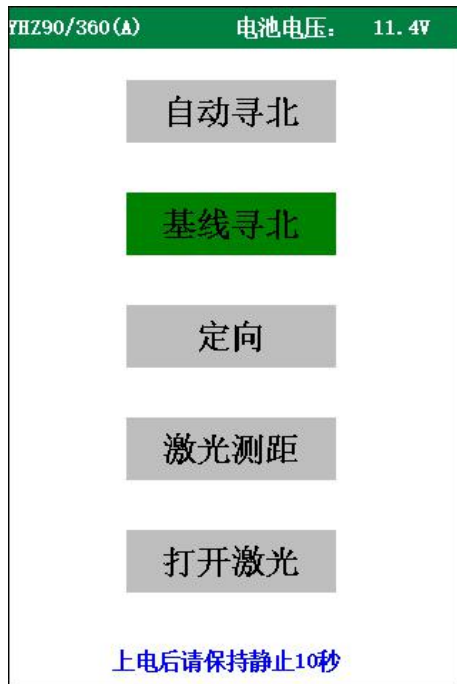 YHZ90/360(A) 电池电压: 11.4V
自动寻北
基线寻北
定向
激光测距
打开激光
上电后请保持静止10秒